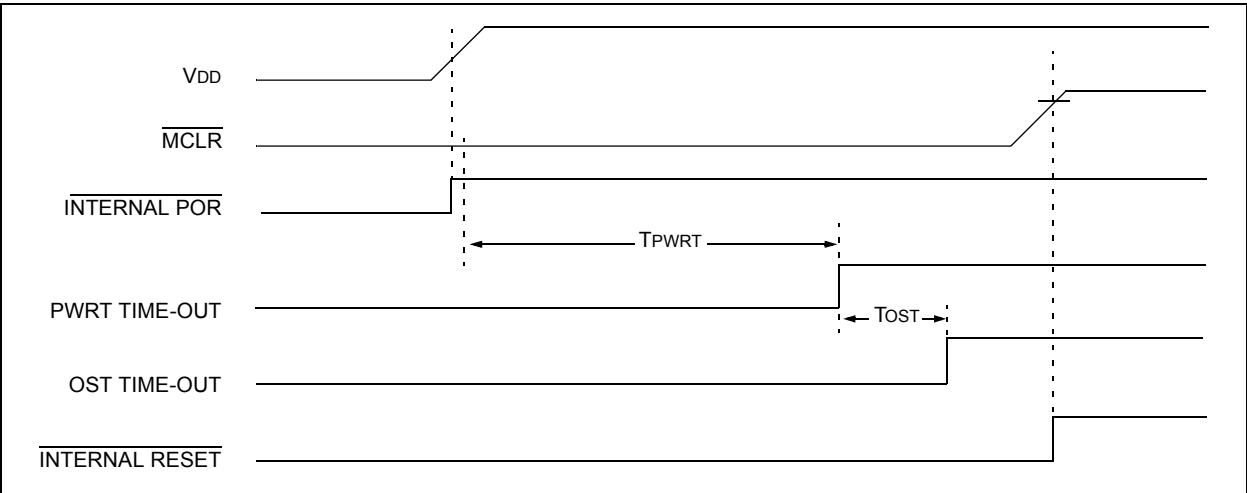 VDD
MCLR
INTERNAL POR
TPWRT
PWRT TIME-OUT
TOST
OST TIME-OUT
INTERNAL RESET